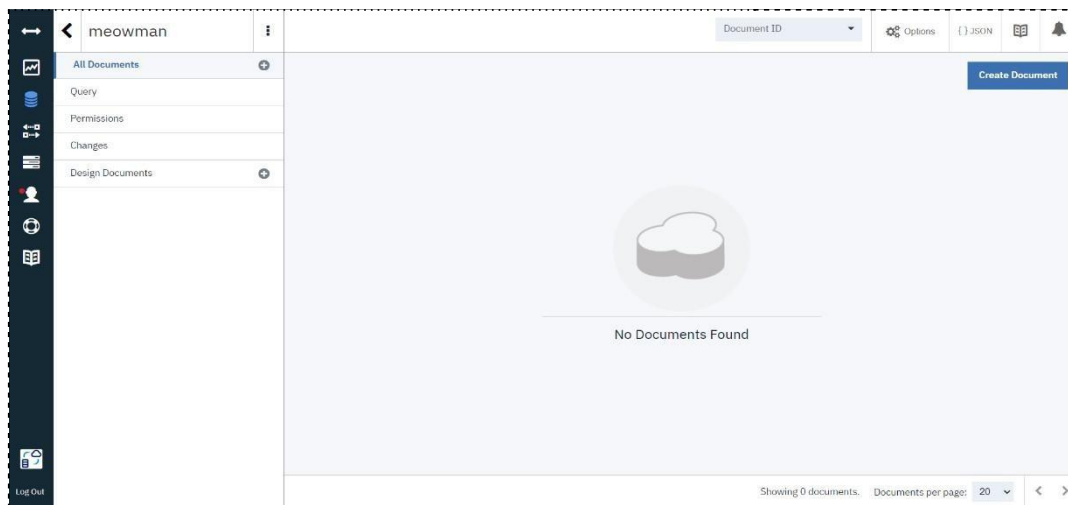 meowman
Document ID
Options
{ } JSON
All Documents
Create Document
Query
Permissions
Changes
Design Documents
No Documents Found
Log Out
Showing 0 documents. Documents per page: 20